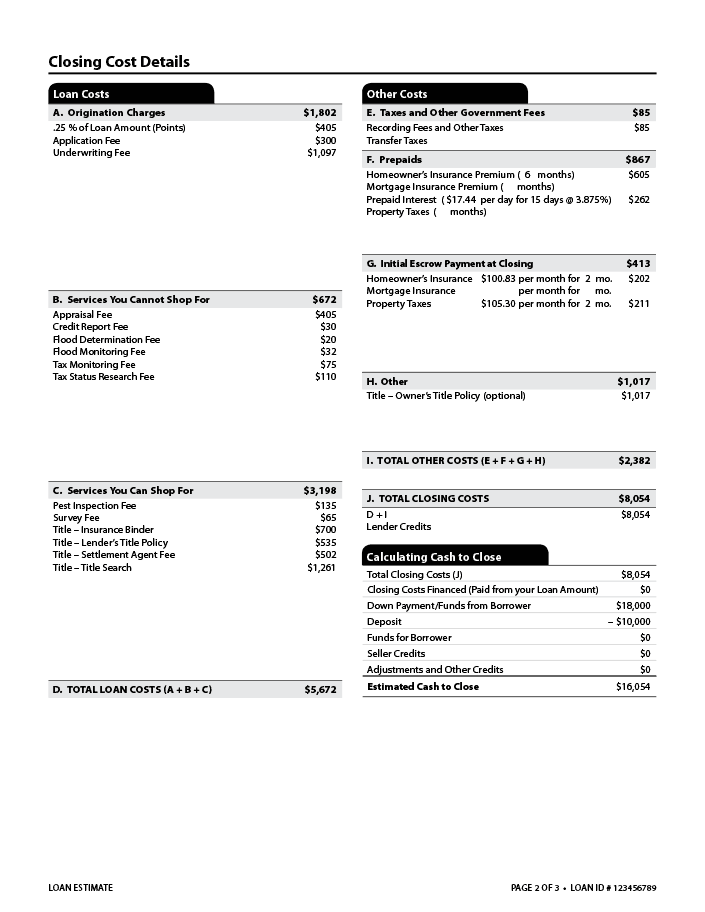 Closing Cost Details
Loan Costs
A. Origination Charges $1,802
.25 % of Loan Amount (Points) $405
Application Fee $300
Underwriting Fee $1,097
B. Services You Cannot Shop For $672
Appraisal Fee $405
Credit Report Fee $30
Flood Determination Fee $20
Flood Monitoring Fee $32
Tax Monitoring Fee $75
Tax Status Research Fee $110
C. Services You Can Shop For $3,198
Pest Inspection Fee $135
Survey Fee $65
Title – Insurance Binder $700
Title – Lender's Title Policy $535
Title – Settlement Agent Fee $502
Title – Title Search $1,261
D. TOTAL LOAN COSTS (A + B + C) $5,672
Other Costs
E. Taxes and Other Government Fees $85
Recording Fees and Other Taxes $85
Transfer Taxes
F. Prepaids $867
Homeowner's Insurance Premium ( 6 months) $605
Mortgage Insurance Premium ( months)
Prepaid Interest ( $17.44 per day for 15 days @ 3.875%) $262
Property Taxes ( months)
G. Initial Escrow Payment at Closing $413
Homeowner's Insurance $100.83 per month for 2 mo. $202
Mortgage Insurance per month for mo.
Property Taxes $105.30 per month for 2 mo. $211
H. Other $1,017
Title – Owner's Title Policy (optional) $1,017
I. TOTAL OTHER COSTS (E + F + G + H) $2,382
J. TOTAL CLOSING COSTS $8,054
D + I $8,054
Lender Credits
Calculating Cash to Close
Total Closing Costs (J) $8,054
Closing Costs Financed (Paid from your Loan Amount) $0
Down Payment/Funds from Borrower $18,000
Deposit – $10,000
Funds for Borrower $0
Seller Credits $0
Adjustments and Other Credits $0
Estimated Cash to Close $16,054
LOAN ESTIMATE PAGE 2 OF 3 • LOAN ID # 123456789